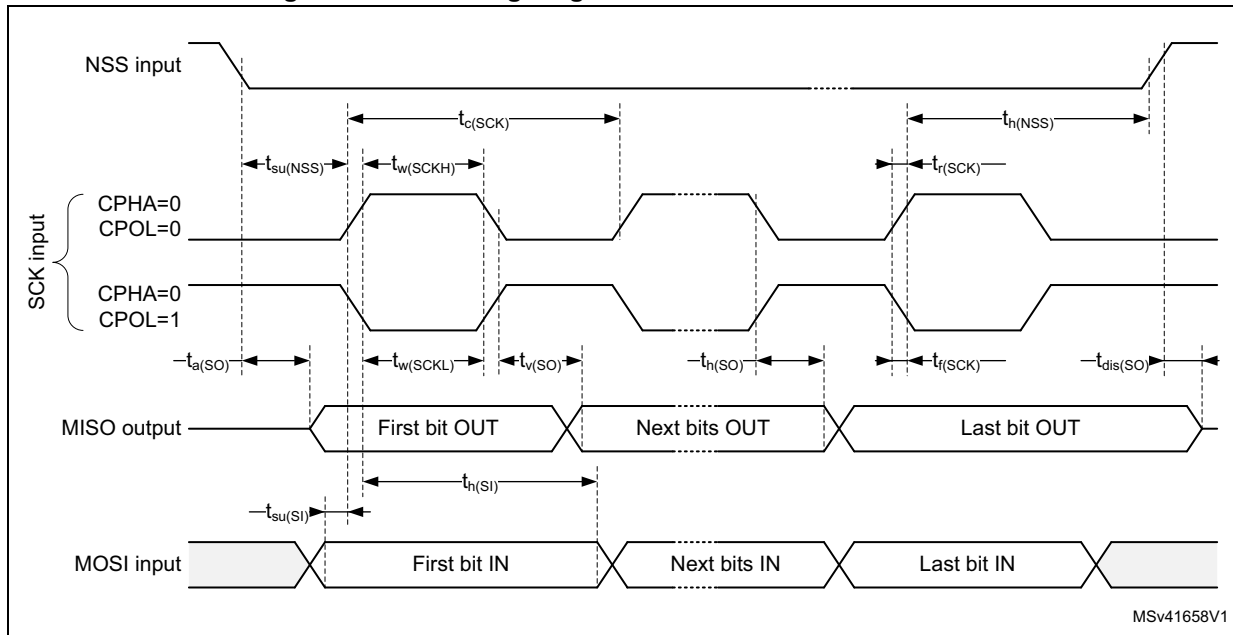 NSS input
tc(SCK)
th(NSS)
tsu(NSS)
tw(SCKH)
tr(SCK)
SCK input
CPHA=0
CPOL=0
CPHA=0
CPOL=1
ta(SO)
tw(SCKL)
tv(SO)
th(SO)
tf(SCK)
tdis(SO)
MISO output
First bit OUT
Next bits OUT
Last bit OUT
th(SI)
tsu(SI)
MOSI input
First bit IN
Next bits IN
Last bit IN
MSv41658V1